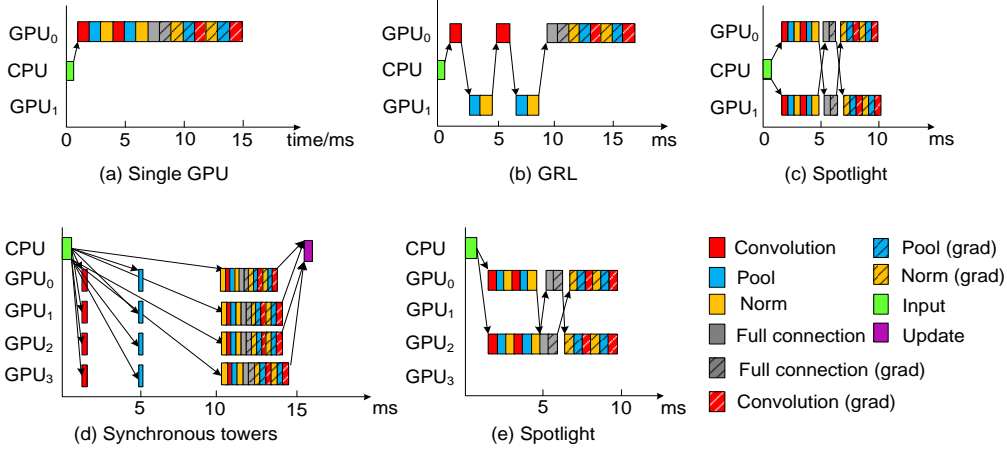 GPU0
CPU
GPU1
0 5 10 15 time/ms
(a) Single GPU
GPU0
CPU
GPU1
0 5 10 15 ms
(b) GRL
GPU0
CPU
GPU1
0 5 10 ms
(c) Spotlight
CPU
GPU0
GPU1
GPU2
GPU3
0 5 10 15 ms
(d) Synchronous towers
CPU
GPU0
GPU1
GPU2
GPU3
5 10 ms
(e) Spotlight
Convolution
Pool
Norm
Full connection
Full connection (grad)
Convolution (grad)
Pool (grad)
Norm (grad)
Input
Update